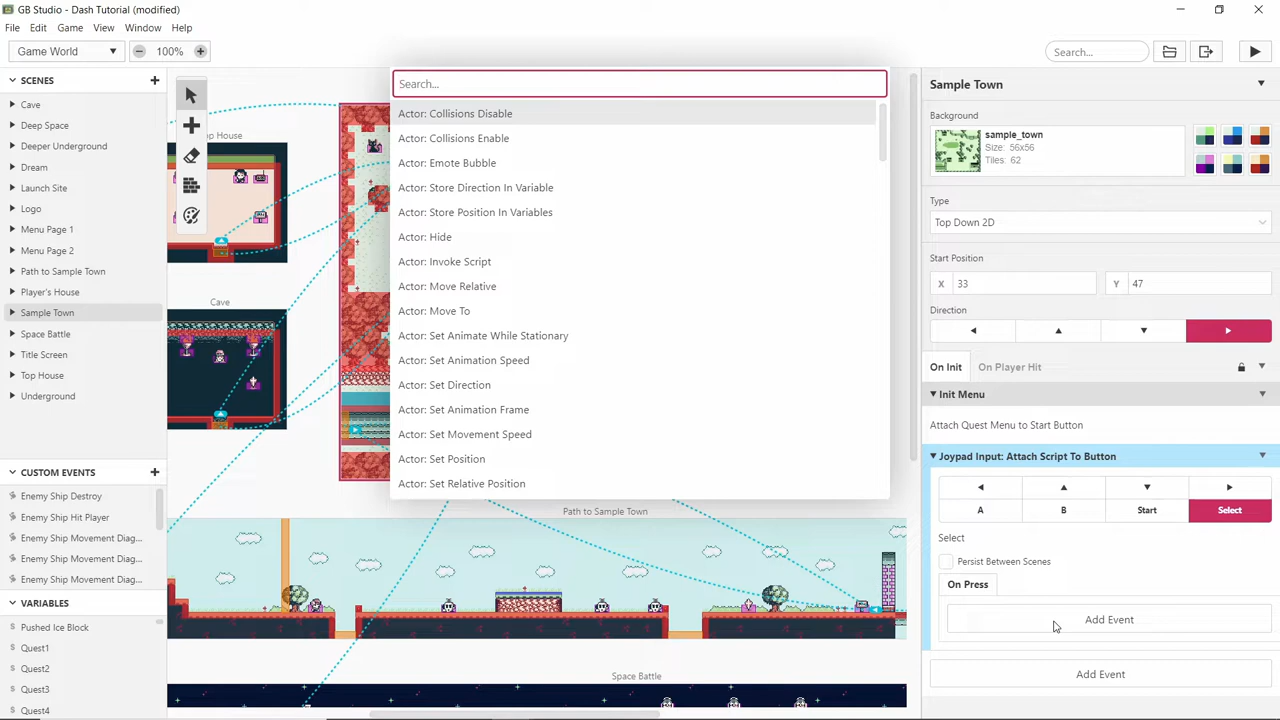 GB Studio - Dash Tutorial (modified)
File Edit Game View Window Help
Game World
100%
Search...
SCENES
Cave
Deep Space
Deeper Underground
Dream
Launch Site
Logo
Menu Page 1
Menu Page 2
Path to Sample Town
Player's House
Sample Town
Space Battle
Title Screen
Top House
Underground
CUSTOM EVENTS
Enemy Ship Destroy
Enemy Ship Hit Player
Enemy Ship Movement Diag...
Enemy Ship Movement Diag...
Enemy Ship Movement Diag...
VARIABLES
Pushed Ice Block
Quest1
Quest2
Quest3
Quest4
op House
Cave
Path to Sample Town
Space Battle
Search...
Actor: Collisions Disable
Actor: Collisions Enable
Actor: Emote Bubble
Actor: Store Direction In Variable
Actor: Store Position In Variables
Actor: Hide
Actor: Invoke Script
Actor: Move Relative
Actor: Move To
Actor: Set Animate While Stationary
Actor: Set Animation Speed
Actor: Set Direction
Actor: Set Animation Frame
Actor: Set Movement Speed
Actor: Set Position
Actor: Set Relative Position
Sample Town
Background
sample_town
Size: 56x56
Tiles: 62
Type
Top Down 2D
Start Position
X 33 Y 47
Direction
On Init On Player Hit
Init Menu
Attach Quest Menu to Start Button
Joypad Input: Attach Script To Button
A B Start Select
Select
Persist Between Scenes
On Press
Add Event
Add Event